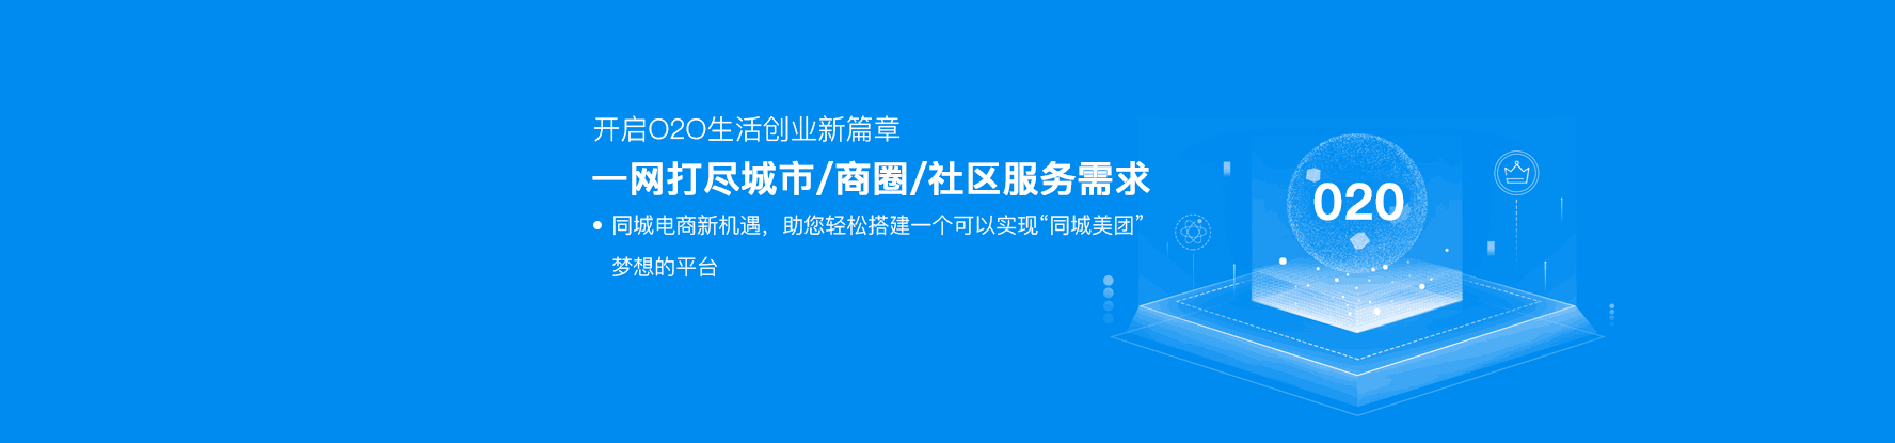 开启O2O生活创业新篇章
一网打尽城市/商圈/社区服务需求
• 同城电商新机遇，助您轻松搭建一个可以实现“同城美团”
梦想的平台
O2O